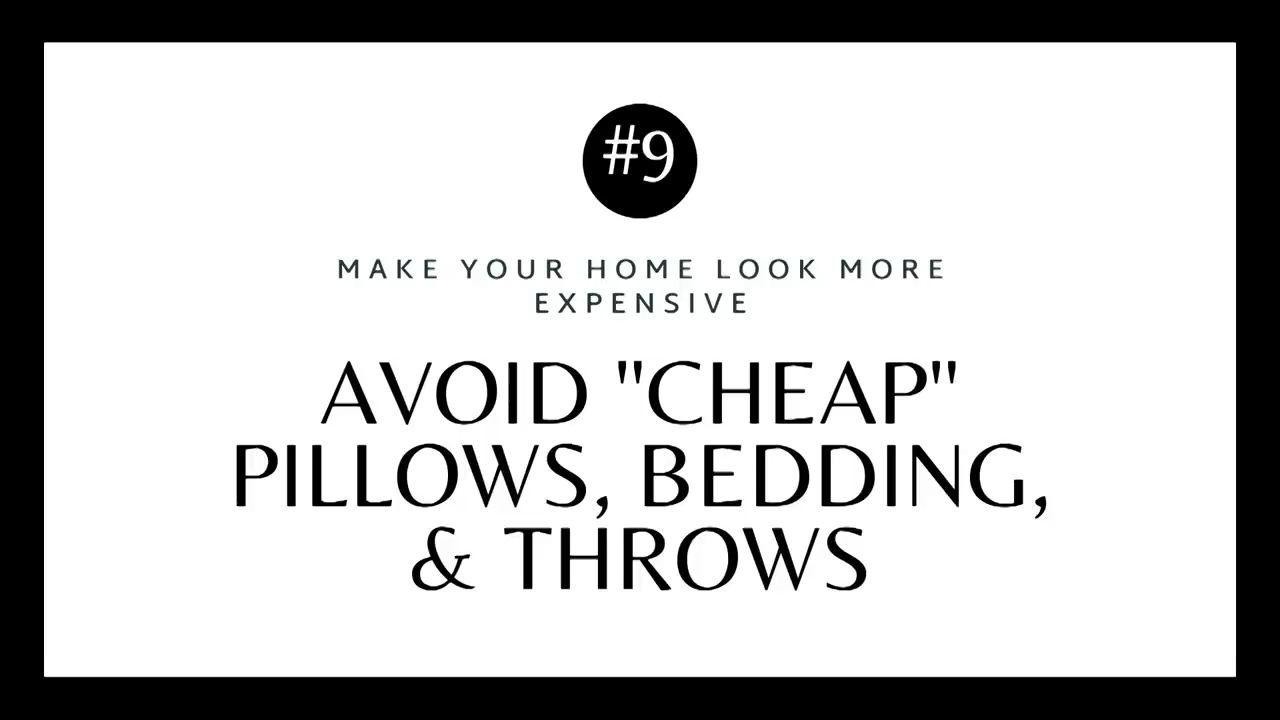 #9
MAKE YOUR HOME LOOK MORE
EXPENSIVE
AVOID "CHEAP"
PILLOWS, BEDDING,
& THROWS